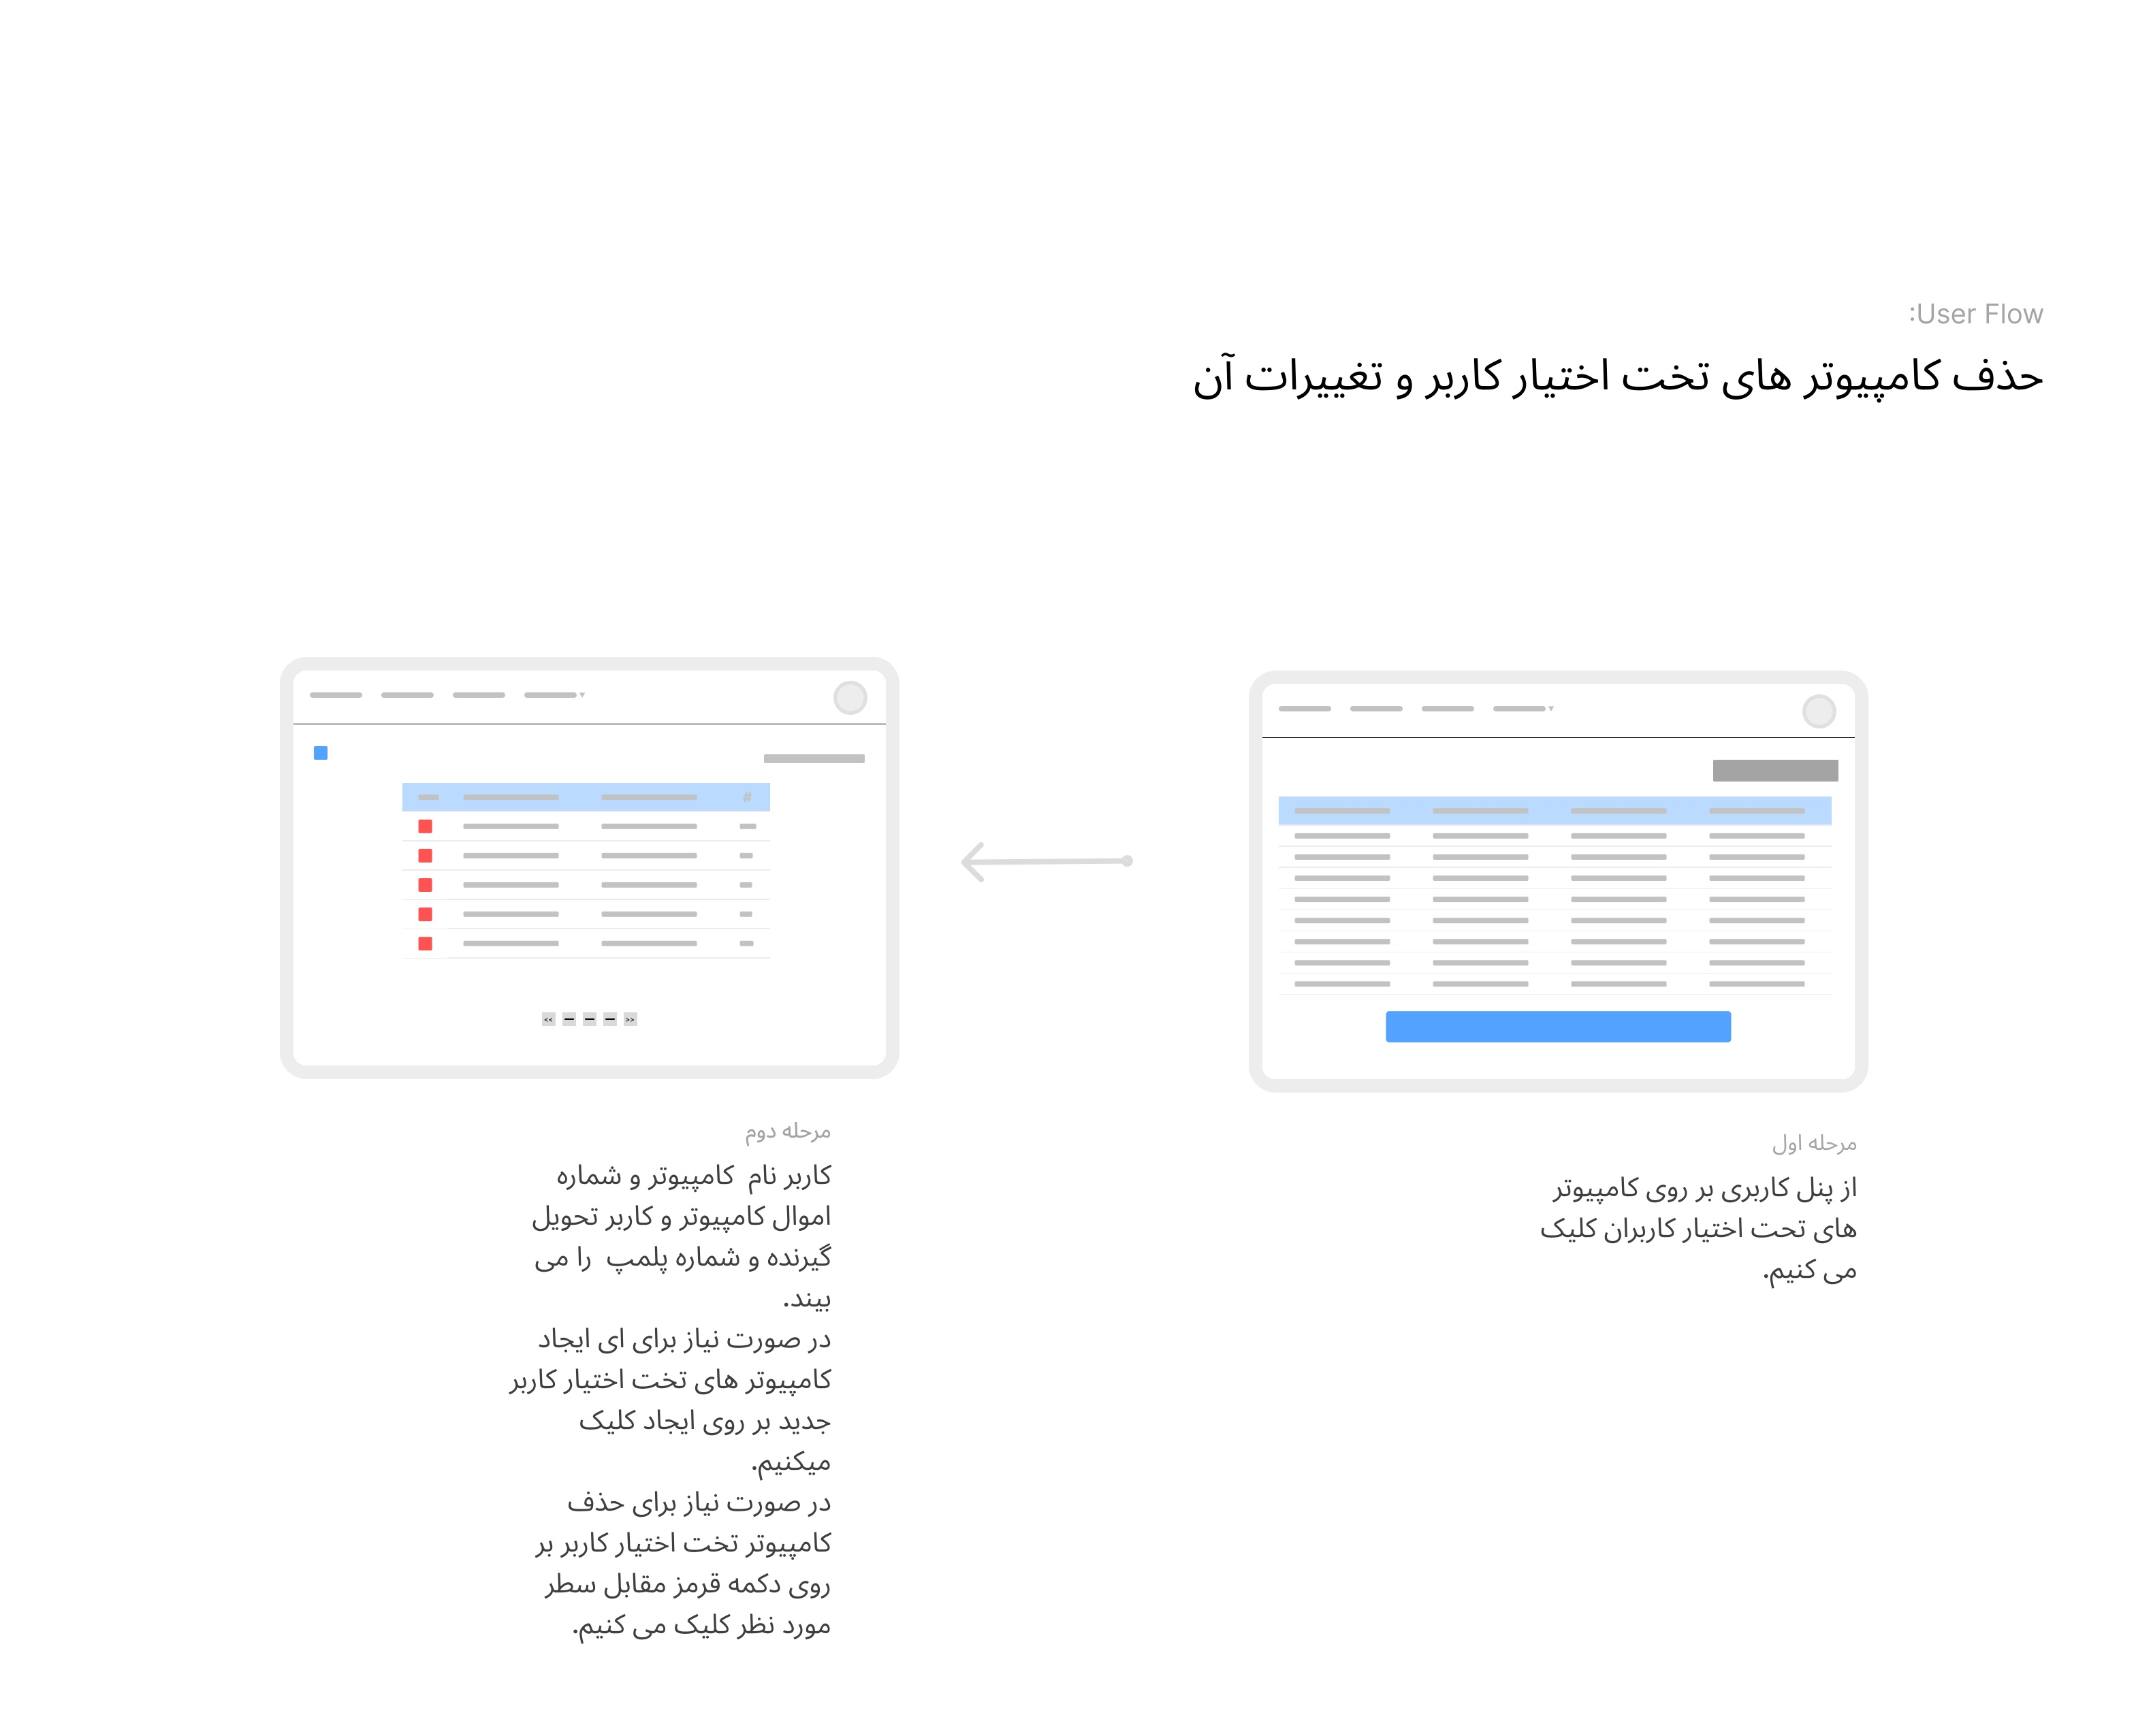 User Flow:
حذف کامپیوتر های تخت اختیار کاربر و تغییرات آن
#
<<
>>
مرحله اول
از پنل کاربری بر روی کامپیوتر
های تحت اختیار کاربران کلیک
می کنیم.
مرحله دوم
کاربر نام کامپیوتر و شماره
اموال کامپیوتر و کاربر تحویل
گیرنده و شماره پلمپ را می
بیند.
در صورت نیاز برای ای ایجاد
کامپیوتر های تخت اختیار کاربر
جدید بر روی ایجاد کلیک
میکنیم.
در صورت نیاز برای حذف
کامپیوتر تخت اختیار کاربر بر
روی دکمه قرمز مقابل سطر
مورد نظر کلیک می کنیم.